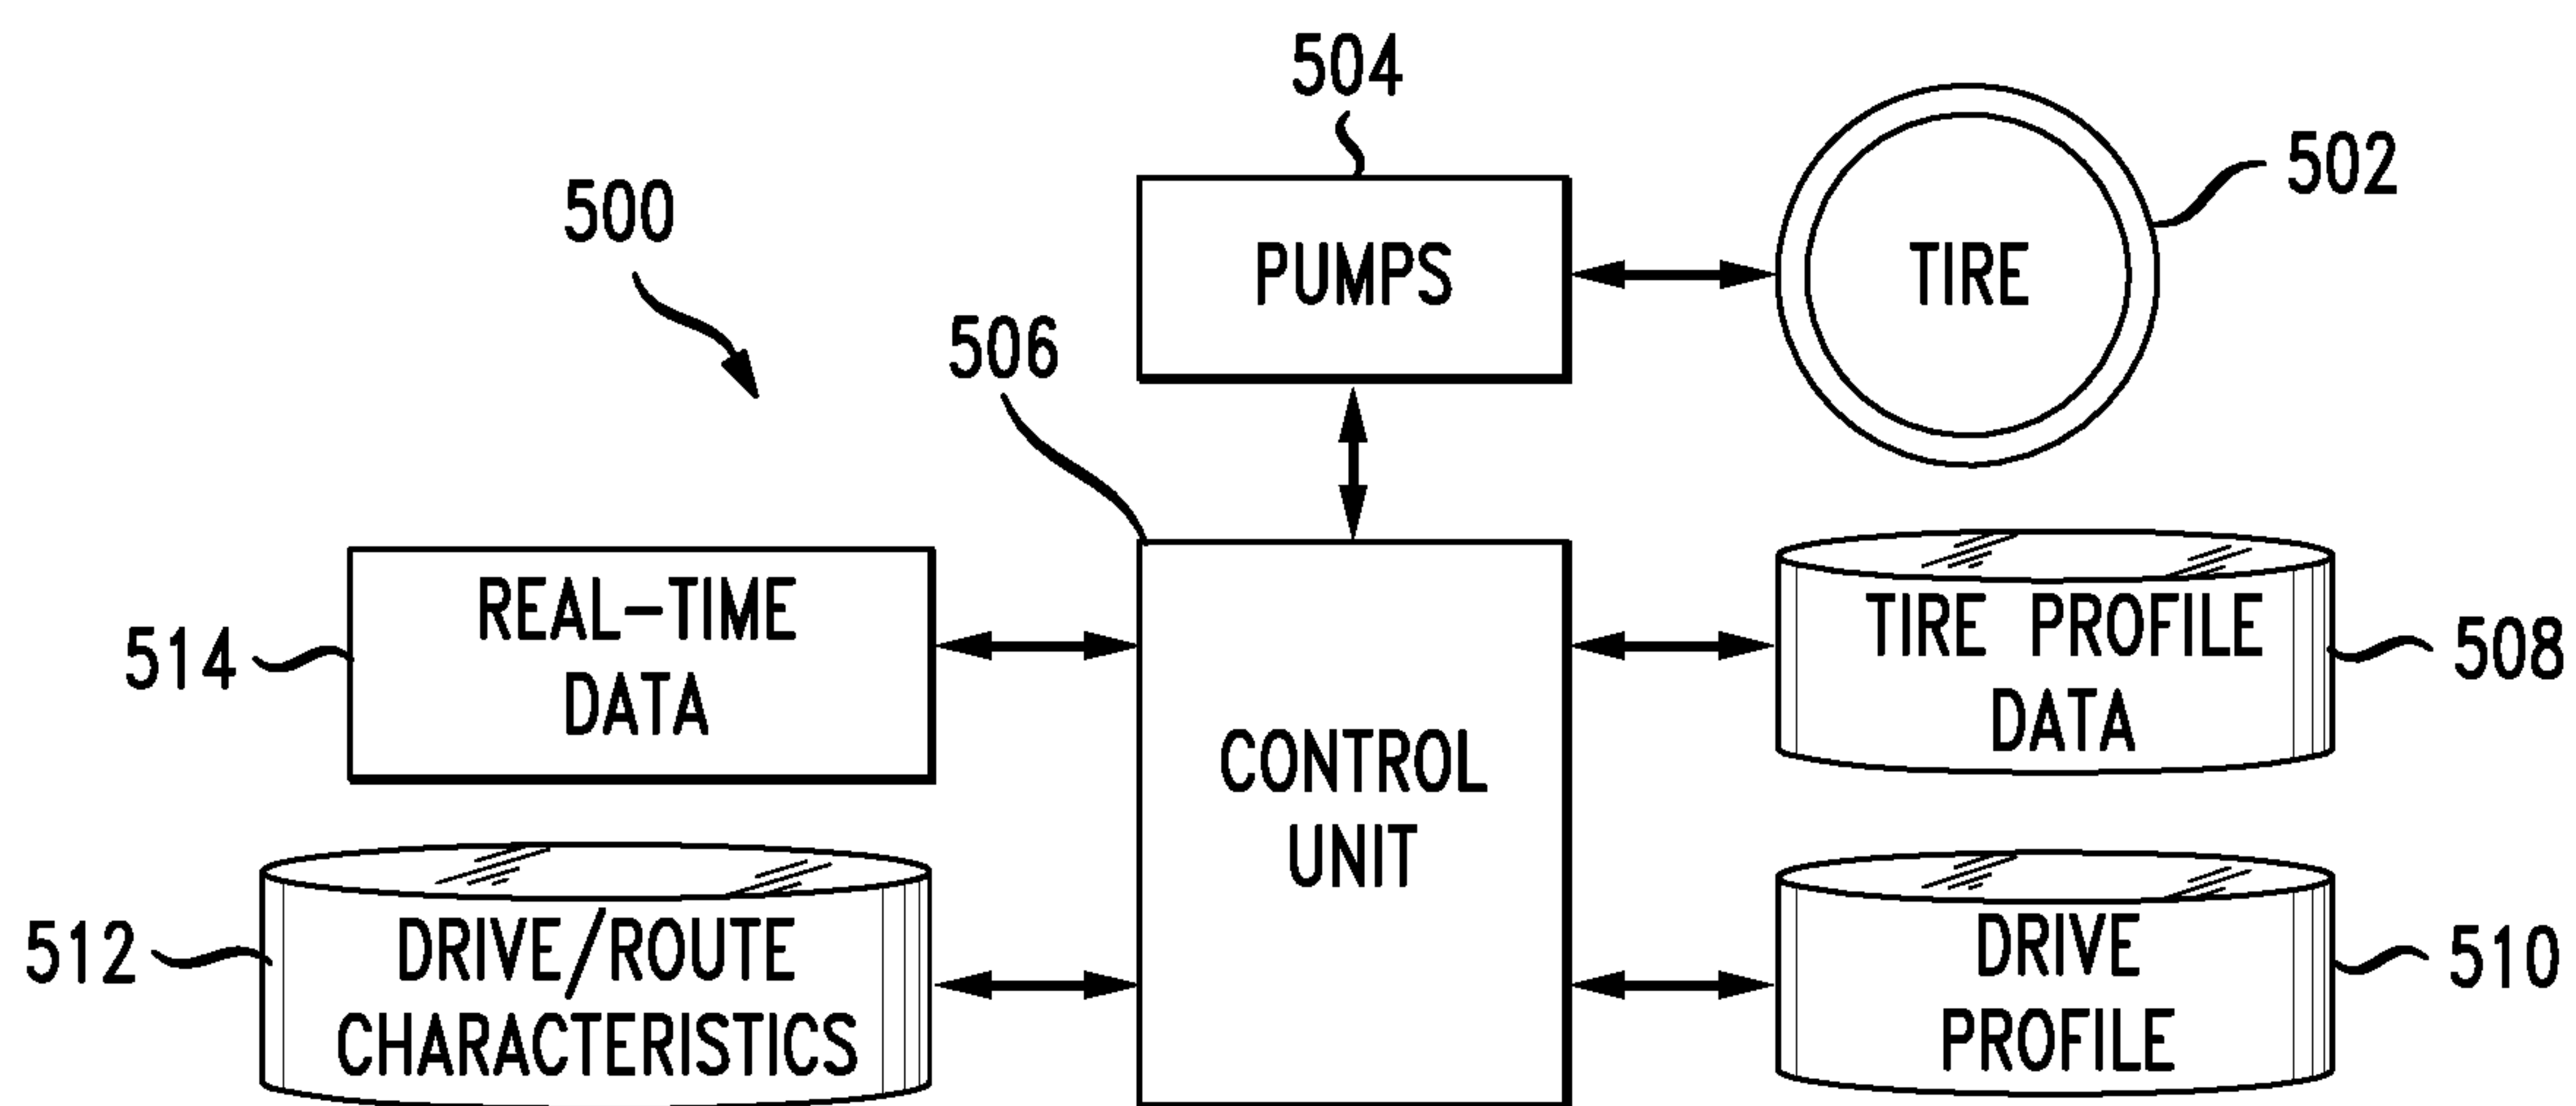 504
502
500
PUMPS
TIRE
506
REAL-TIME
DATA
514
TIRE PROFILE
DATA
508
CONTROL
UNIT
512
DRIVE/ROUTE
CHARACTERISTICS
DRIVE
PROFILE
510